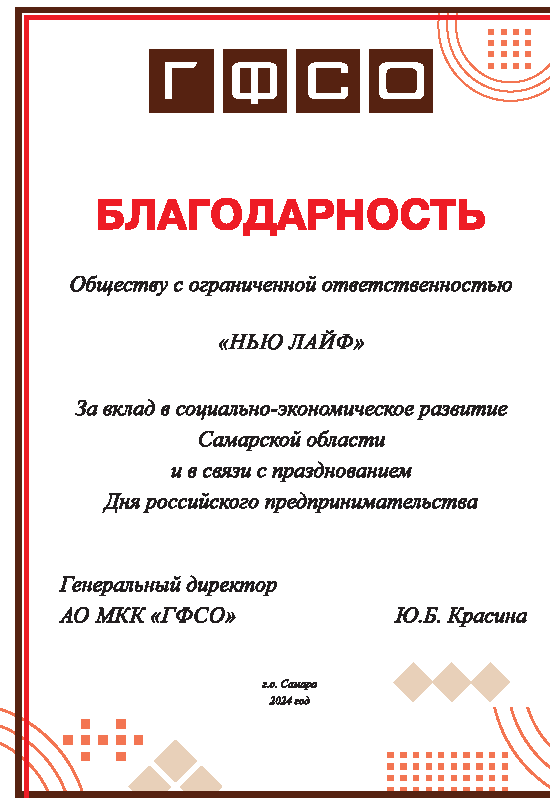 ГФСО
БЛАГОДАРНОСТЬ
Обществу с ограниченной ответственностью
«НЬЮ ЛАЙФ»
За вклад в социально-экономическое развитие
Самарской области
и в связи с празднованием
Дня российского предпринимательства
Генеральный директор
АО МКК «ГФСО» Ю.Б. Красина
г.о. Самара
2024 год